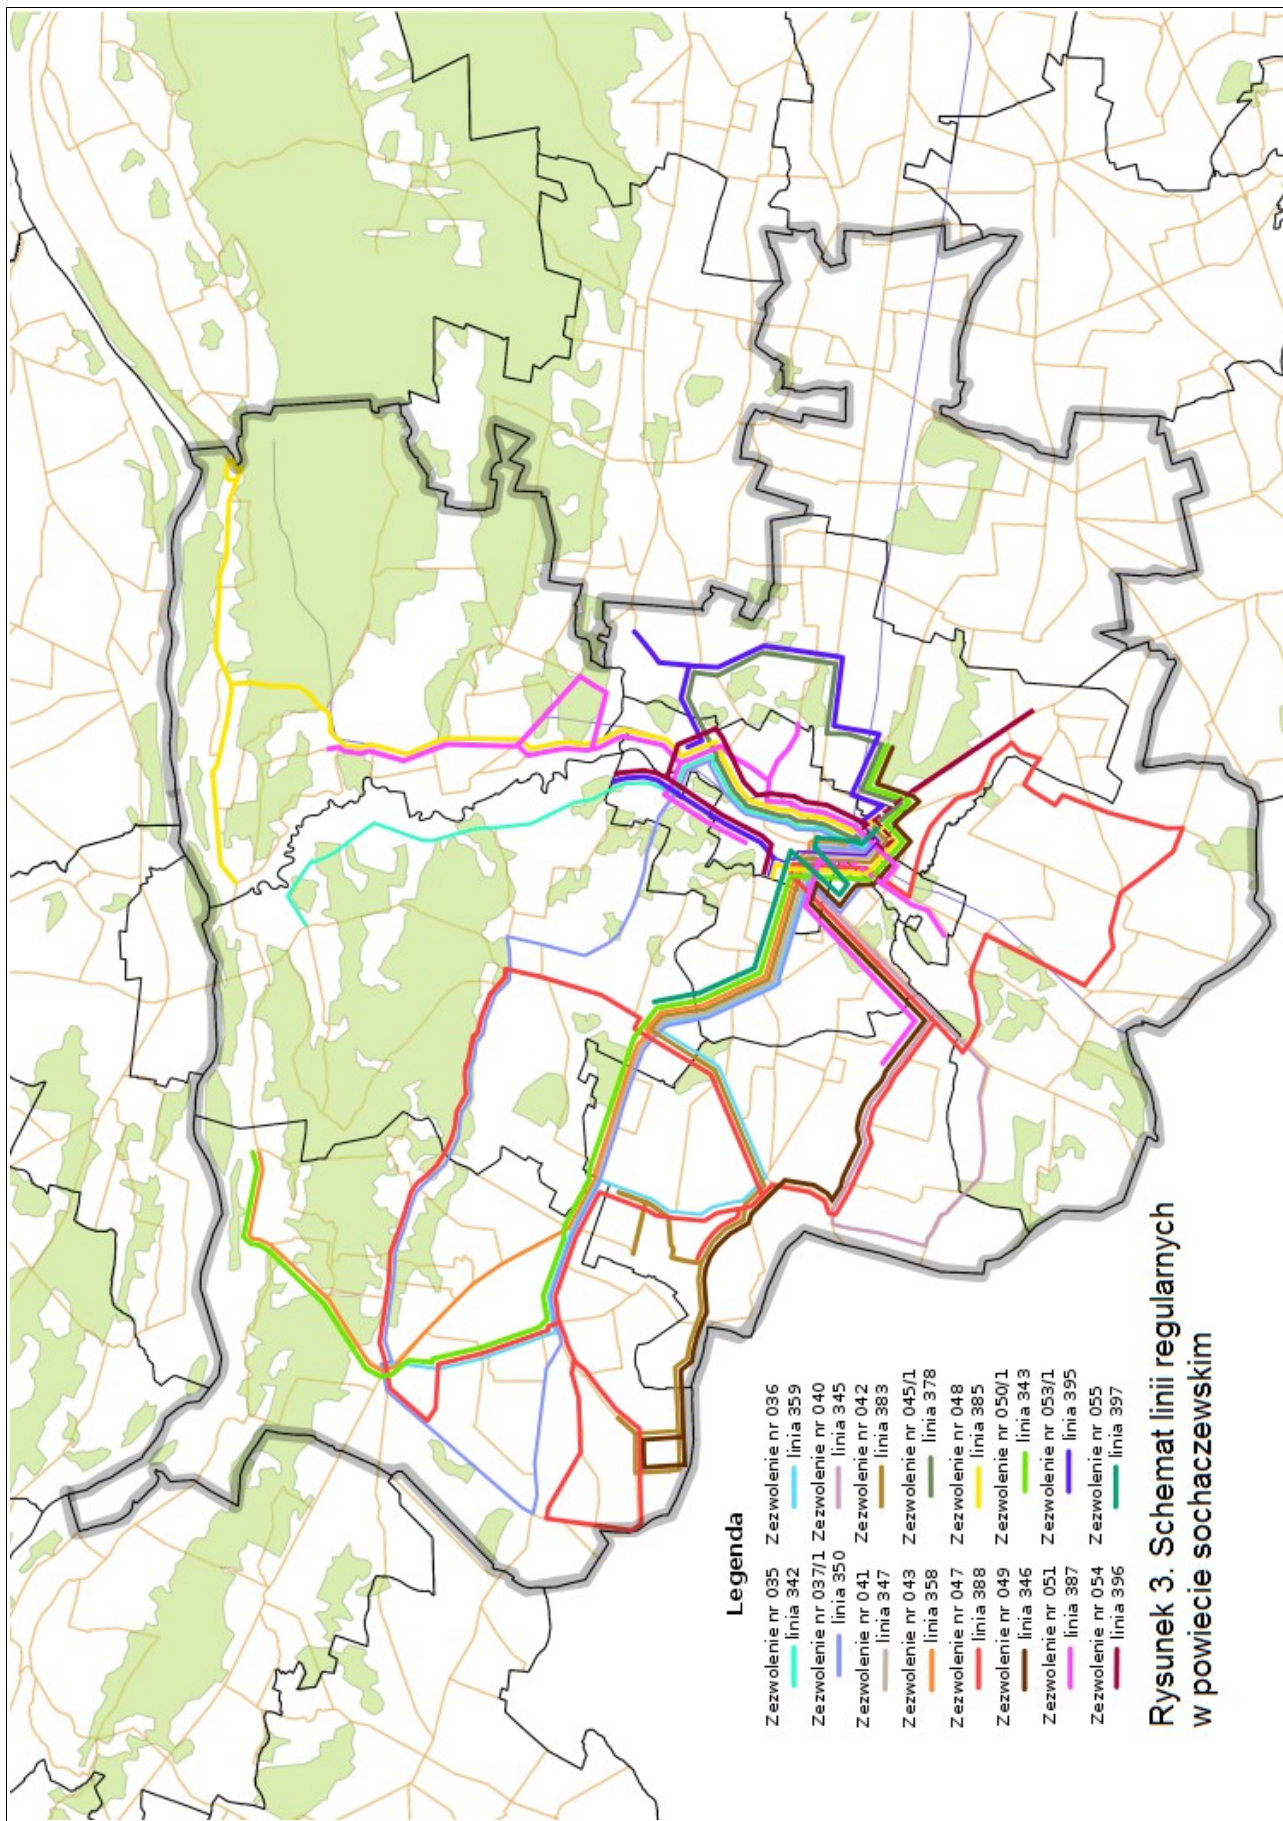 Legenda
Zezwolenie nr 035 Zezwolenie nr 036
linia 342 linia 359
Zezwolenie nr 037/1 Zezwolenie nr 040
linia 350 linia 345
Zezwolenie nr 041 Zezwolenie nr 042
linia 347 linia 383
Zezwolenie nr 043 Zezwolenie nr 045/1
linia 358 linia 378
Zezwolenie nr 047 Zezwolenie nr 048
linia 388 linia 385
Zezwolenie nr 049 Zezwolenie nr 050/1
linia 346 linia 343
Zezwolenie nr 051 Zezwolenie nr 053/1
linia 387 linia 395
Zezwolenie nr 054 Zezwolenie nr 055
linia 396 linia 397
Rysunek 3. Schemat linii regularnych
w powiecie sochaczewskim